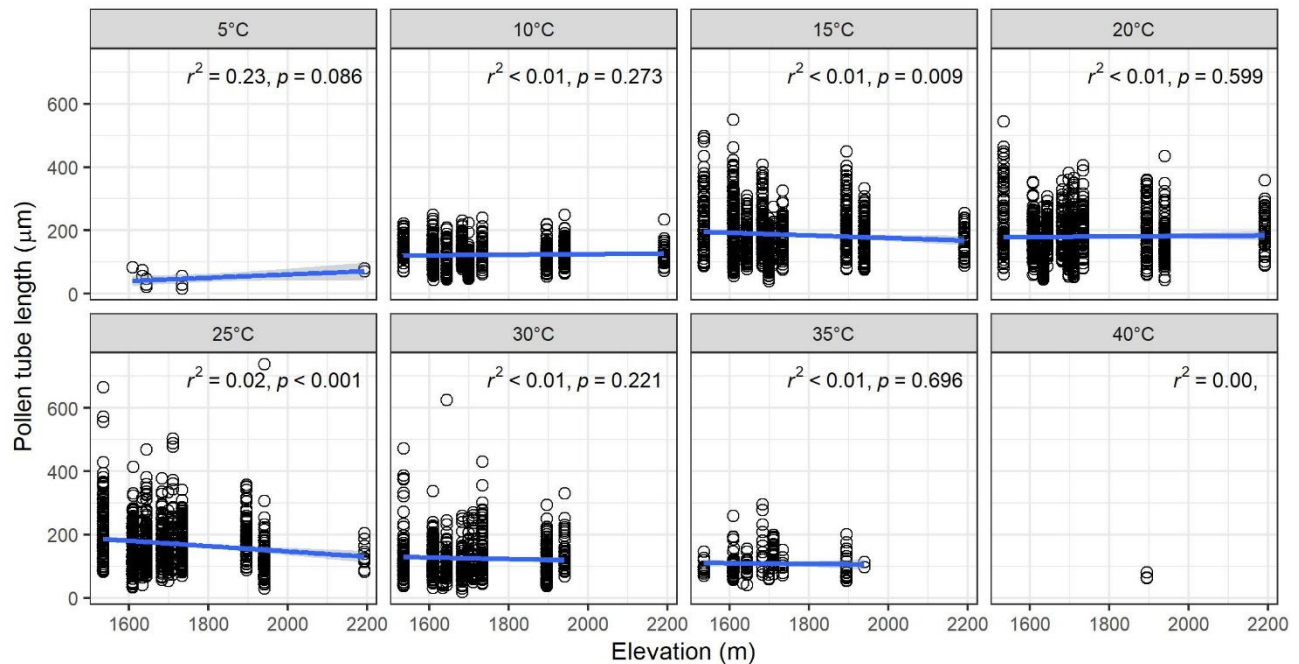 5°C 10°C 15°C 20°C
r² = 0.23, p = 0.086 r² < 0.01, p = 0.273 r² < 0.01, p = 0.009 r² < 0.01, p = 0.599
600
400
200
0
25°C 30°C 35°C 40°C
r² = 0.02, p < 0.001 r² < 0.01, p = 0.221 r² < 0.01, p = 0.696 r² = 0.00,
600
400
200
0
1600 1800 2000 2200 1600 1800 2000 2200 1600 1800 2000 2200 1600 1800 2000 2200
Pollen tube length (µm)
Elevation (m)